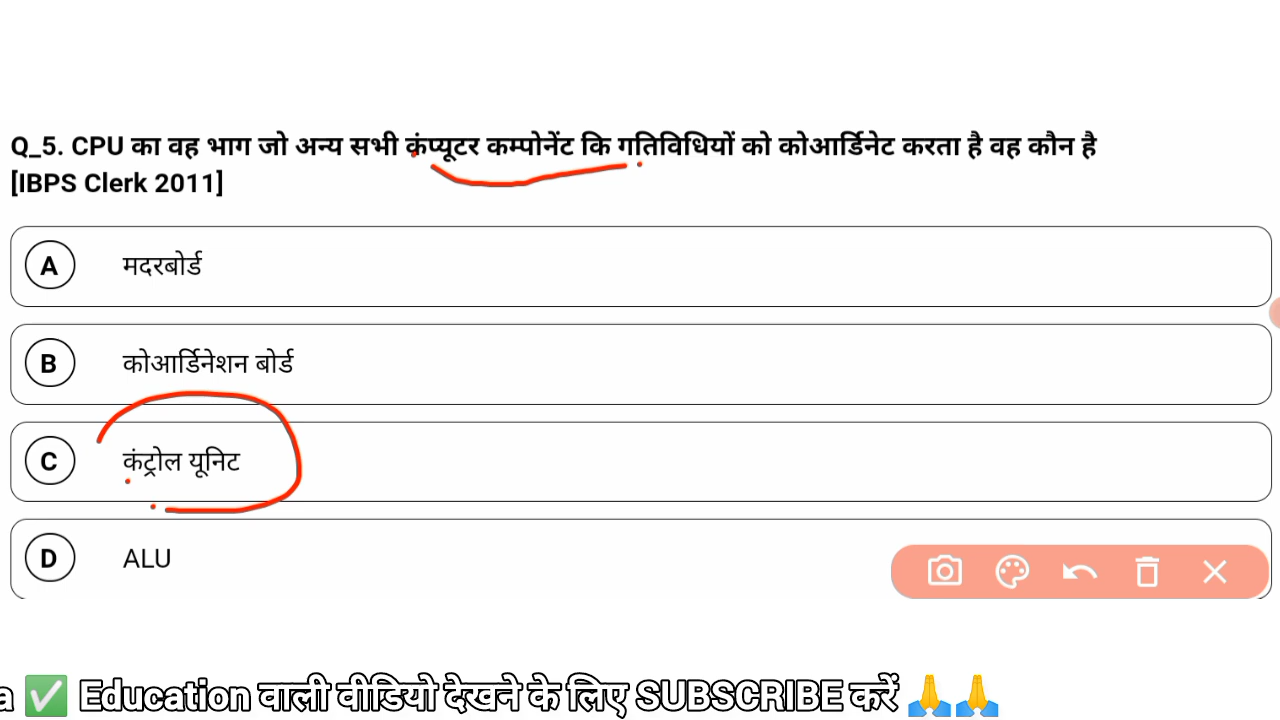 Q_5. CPU का वह भाग जो अन्य सभी कंप्यूटर कम्पोनेंट कि गतिविधियों को कोआर्डिनेट करता है वह कौन है
[IBPS Clerk 2011]
A मदरबोर्ड
B कोआर्डिनेशन बोर्ड
C कंट्रोल यूनिट
D ALU
a ✅ Education वाली वीडियो देखने के लिए SUBSCRIBE करें 🙏🙏